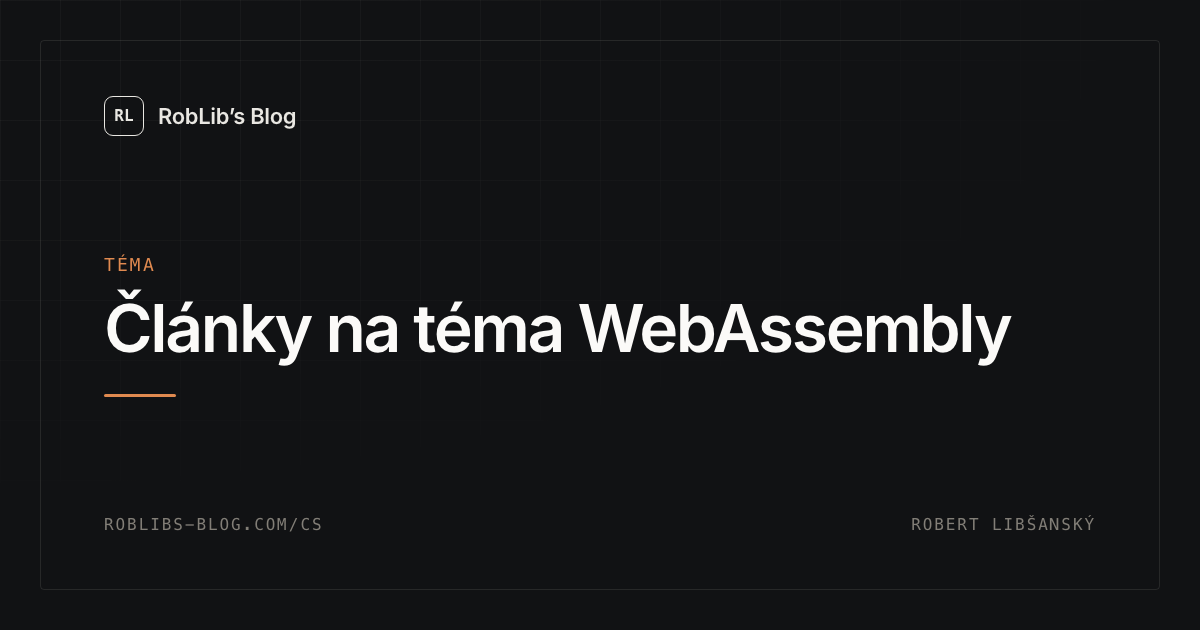 RL RobLib’s Blog
TÉMA
Články na téma WebAssembly
ROBLIBS-BLOG.COM/CS
ROBERT LIBŠANSKÝ